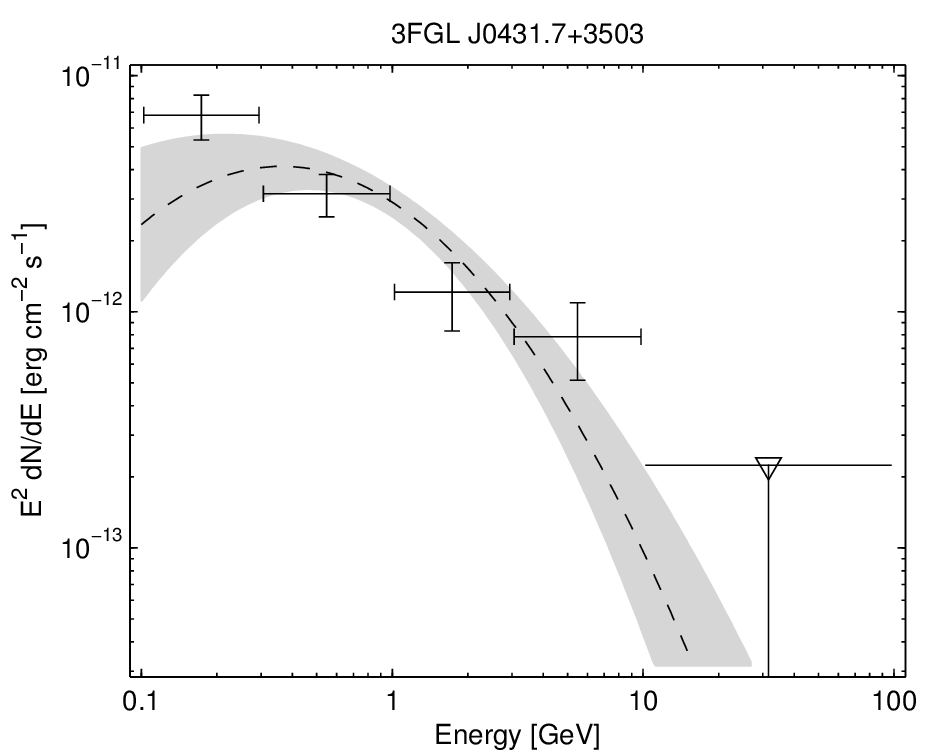 3FGL J0431.7+3503
10⁻¹¹
10⁻¹²
10⁻¹³
E² dN/dE [erg cm⁻² s⁻¹]
0.1 1 10 100
Energy [GeV]